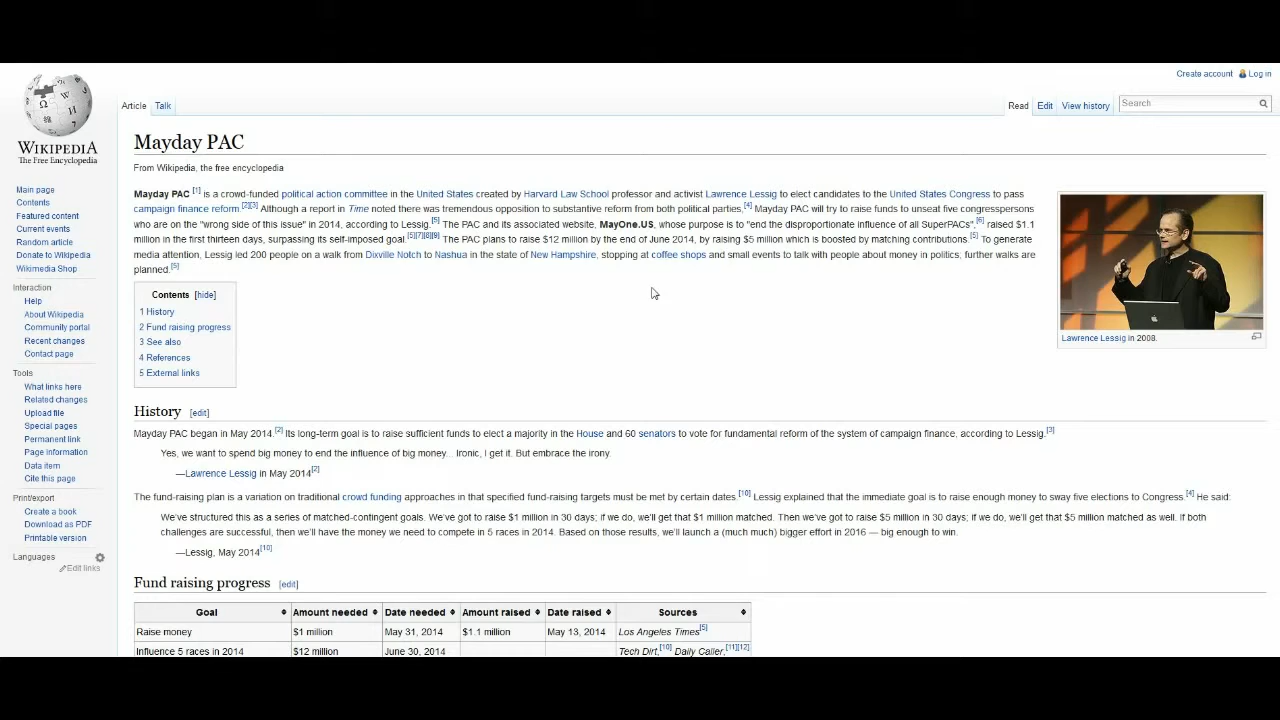 Create account Log in
Article Talk Read Edit View history Search
WIKIPEDIA
The Free Encyclopedia
Main page
Contents
Featured content
Current events
Random article
Donate to Wikipedia
Wikimedia Shop
Interaction
Help
About Wikipedia
Community portal
Recent changes
Contact page
Tools
What links here
Related changes
Upload file
Special pages
Permanent link
Page information
Data item
Cite this page
Print/export
Create a book
Download as PDF
Printable version
Languages
Edit links
Mayday PAC
From Wikipedia, the free encyclopedia
Mayday PAC [1] is a crowd-funded political action committee in the United States created by Harvard Law School professor and activist Lawrence Lessig to elect candidates to the United States Congress to pass
campaign finance reform.[2][3] Although a report in Time noted there was tremendous opposition to substantive reform from both political parties,[4] Mayday PAC will try to raise funds to unseat five congresspersons
who are on the "wrong side of this issue" in 2014, according to Lessig.[5] The PAC and its associated website, MayOne.US, whose purpose is to "end the disproportionate influence of all SuperPACs",[6] raised $1.1
million in the first thirteen days, surpassing its self-imposed goal.[5][7][8][9] The PAC plans to raise $12 million by the end of June 2014, by raising $5 million which is boosted by matching contributions.[5] To generate
media attention, Lessig led 200 people on a walk from Dixville Notch to Nashua in the state of New Hampshire, stopping at coffee shops and small events to talk with people about money in politics; further walks are
planned.[5]
Lawrence Lessig in 2008.
Contents [hide]
1 History
2 Fund raising progress
3 See also
4 References
5 External links
History [edit]
Mayday PAC began in May 2014.[2] Its long-term goal is to raise sufficient funds to elect a majority in the House and 60 senators to vote for fundamental reform of the system of campaign finance, according to Lessig.[3]
Yes, we want to spend big money to end the influence of big money... Ironic, I get it. But embrace the irony.
—Lawrence Lessig in May 2014[2]
The fund-raising plan is a variation on traditional crowd funding approaches in that specified fund-raising targets must be met by certain dates.[10] Lessig explained that the immediate goal is to raise enough money to sway five elections to Congress.[4] He said:
We've structured this as a series of matched-contingent goals. We've got to raise $1 million in 30 days; if we do, we'll get that $1 million matched. Then we've got to raise $5 million in 30 days; if we do, we'll get that $5 million matched as well. If both
challenges are successful, then we'll have the money we need to compete in 5 races in 2014. Based on those results, we'll launch a (much much) bigger effort in 2016 — big enough to win.
—Lessig, May 2014[10]
Fund raising progress [edit]
Goal Amount needed Date needed Amount raised Date raised Sources
Raise money $1 million May 31, 2014 $1.1 million May 13, 2014 Los Angeles Times[5]
Influence 5 races in 2014 $12 million June 30, 2014 Tech Dirt,[10] Daily Caller,[11][12]